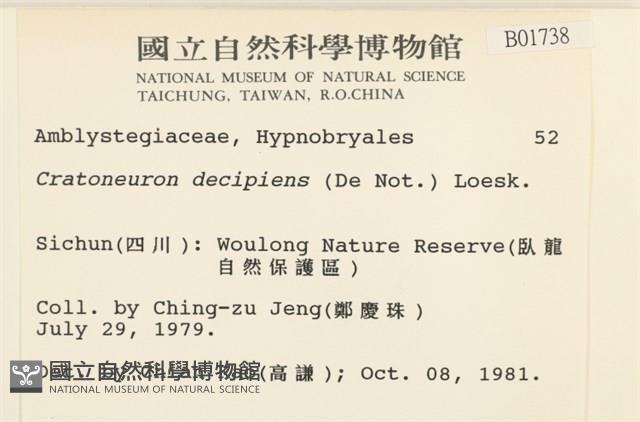 國立自然科學博物館
B01738
NATIONAL MUSEUM OF NATURAL SCIENCE
TAICHUNG, TAIWAN, R.O.CHINA
Amblystegiaceae, Hypnobryales 52
Cratoneuron decipiens (De Not.) Loesk.
Sichun(四川): Woulong Nature Reserve(臥龍
自然保護區)
Coll. by Ching-zu Jeng(鄭慶珠)
July 29, 1979.
國立自然科學博物館
(高謙); Oct. 08, 1981.
NATIONAL MUSEUM OF NATURAL SCIENCE